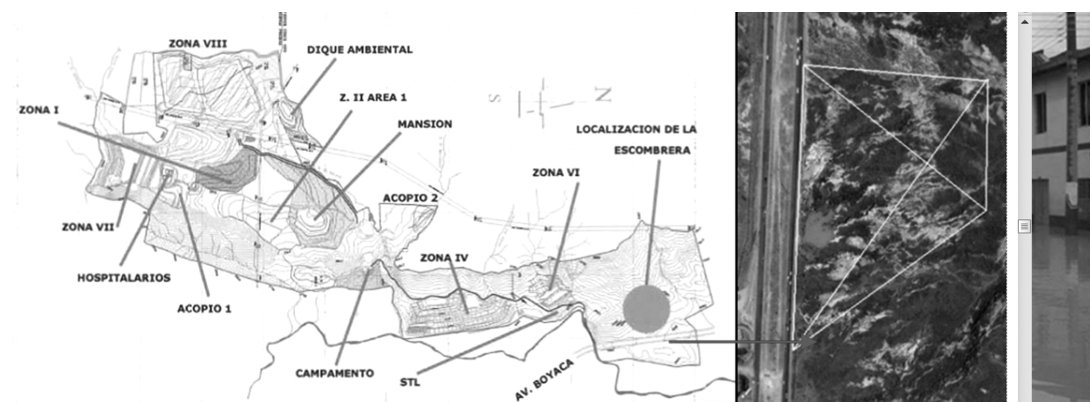 ZONA VIII
DIQUE AMBIENTAL
ZONA I
Z. II AREA 1
MANSION
S
N
LOCALIZACION DE LA
ESCOMBRERA
ZONA VI
ACOPIO 2
ZONA VII
ZONA IV
HOSPITALARIOS
ACOPIO 1
CAMPAMENTO
STL
AV. BOYACA